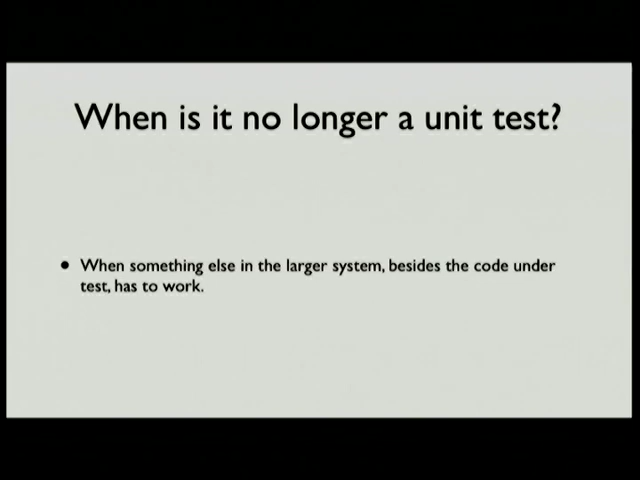 When is it no longer a unit test?
• When something else in the larger system, besides the code under
test, has to work.